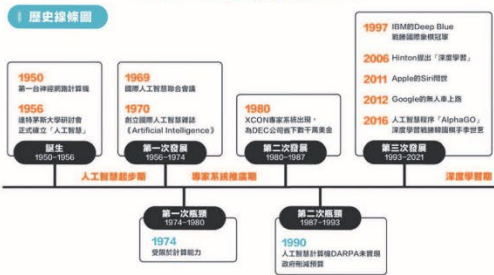 歷史線條圖
1950
第一台神經網路計算機
1956
達特茅斯大學研討會
正式確立「人工智慧」
誕生
1950-1956
1969
國際人工智慧聯合會議
1970
創立國際人工智慧雜誌
《Artificial Intelligence》
第一次發展
1956-1974
1980
XCON專家系統出現，
為DEC公司省下數千萬美金
第二次發展
1980-1987
1997 IBM的Deep Blue
戰勝國際象棋冠軍
2006 Hinton提出「深度學習」
2011 Apple的Siri問世
2012 Google的無人車上路
2016 人工智慧程序「AlphaGO」
深度學習戰勝韓國棋手李世乭
第三次發展
1993-2021
人工智慧起步期
專家系統推廣期
深度學習期
第一次瓶頸
1974-1980
1974
受限於計算能力
第二次瓶頸
1987-1993
1990
人工智慧計算機DARPA未實現
政府削減預算